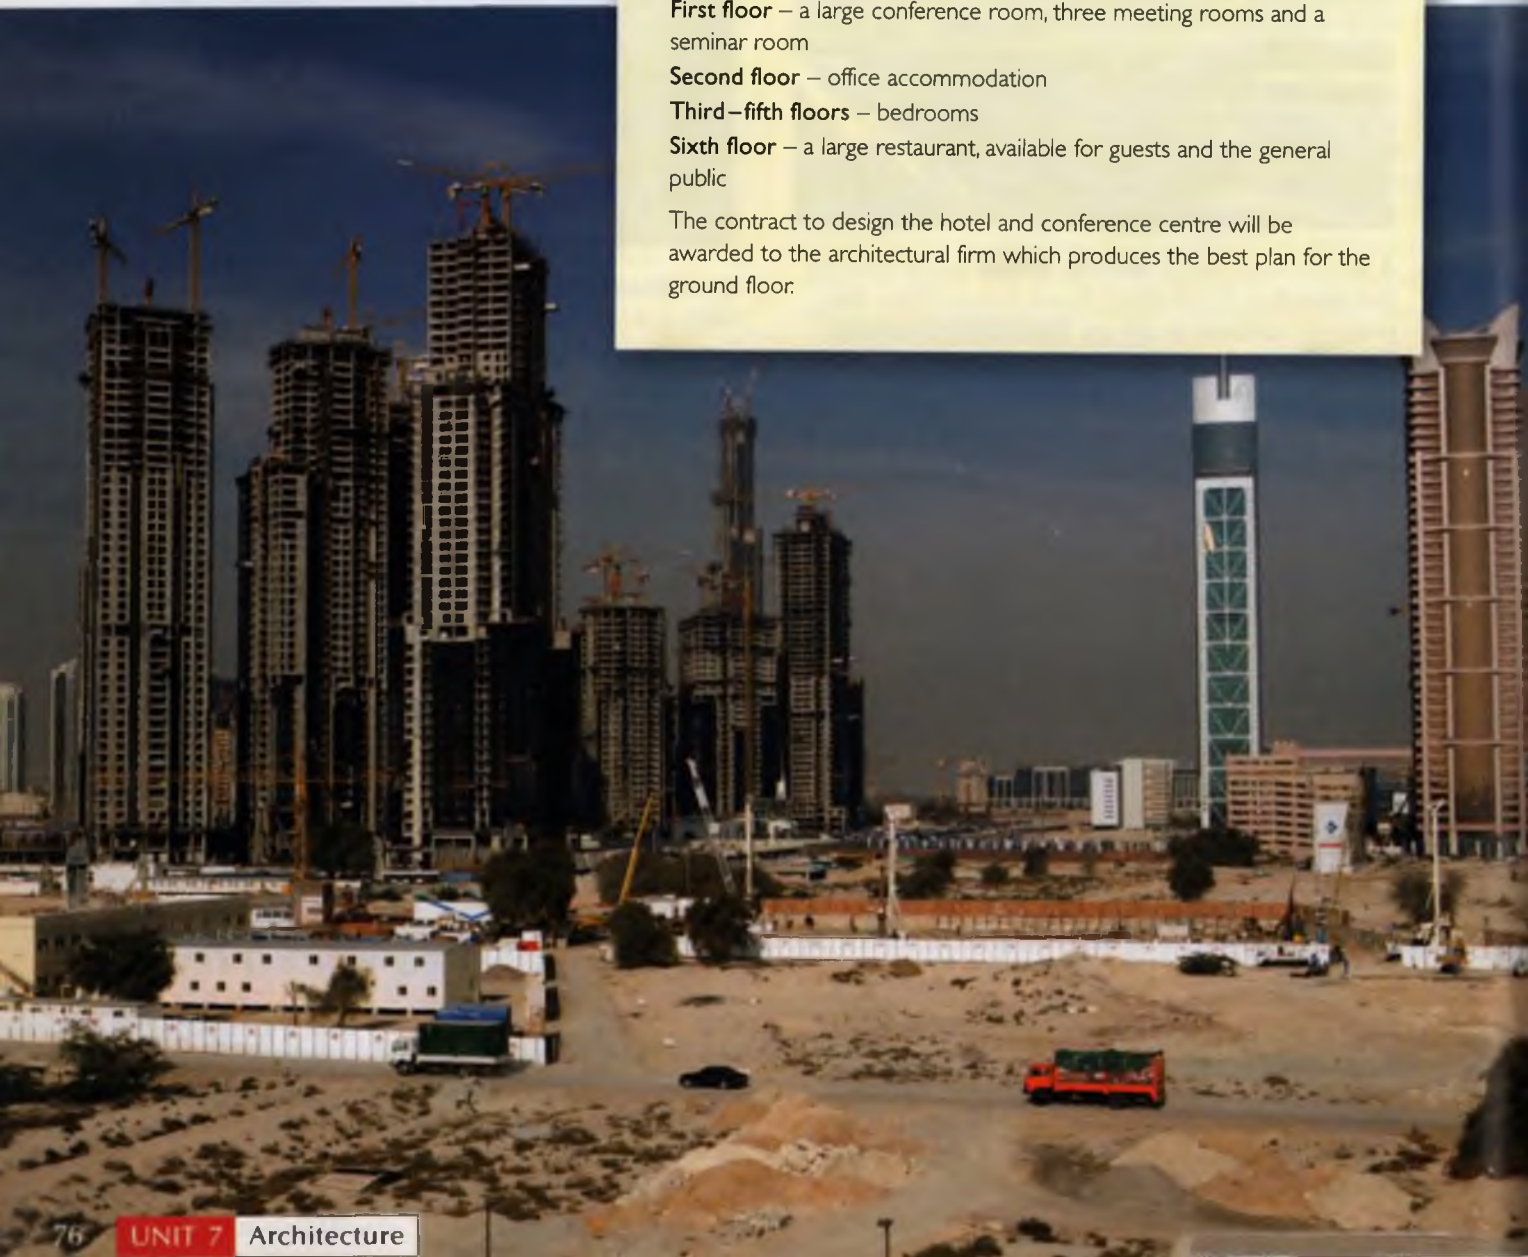 First floor – a large conference room, three meeting rooms and a
seminar room
Second floor – office accommodation
Third–fifth floors – bedrooms
Sixth floor – a large restaurant, available for guests and the general
public
The contract to design the hotel and conference centre will be
awarded to the architectural firm which produces the best plan for the
ground floor.
76 UNIT 7 Architecture